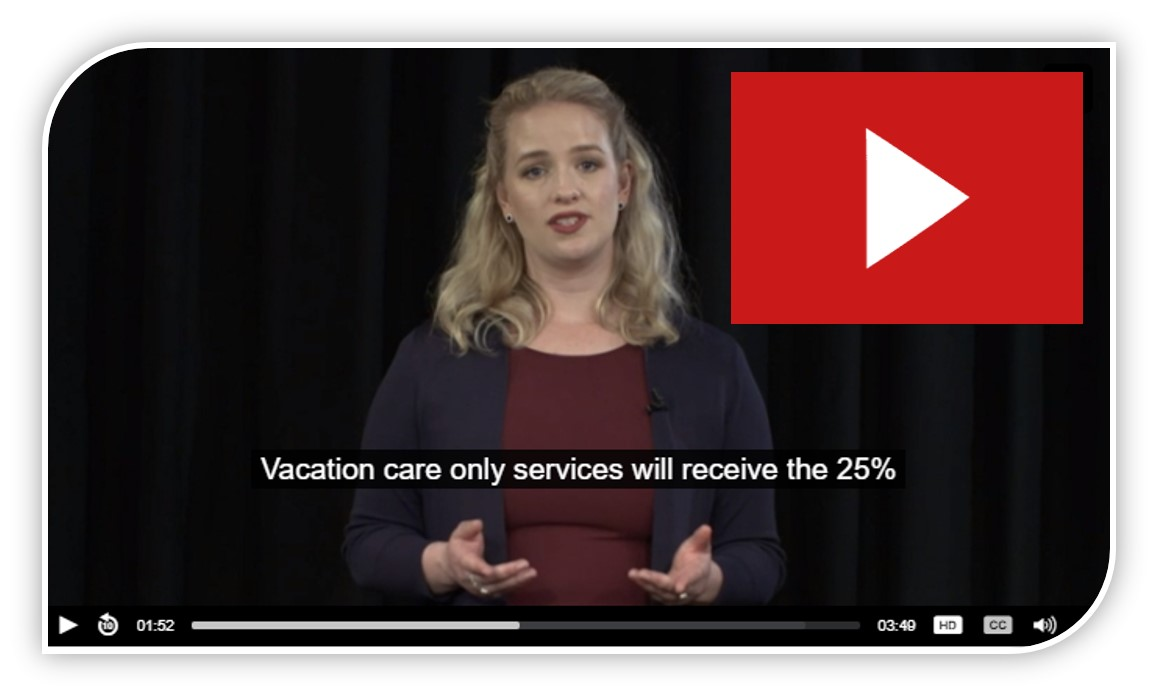 Vacation care only services will receive the 25%
10
01:52
03:49
HD
CC